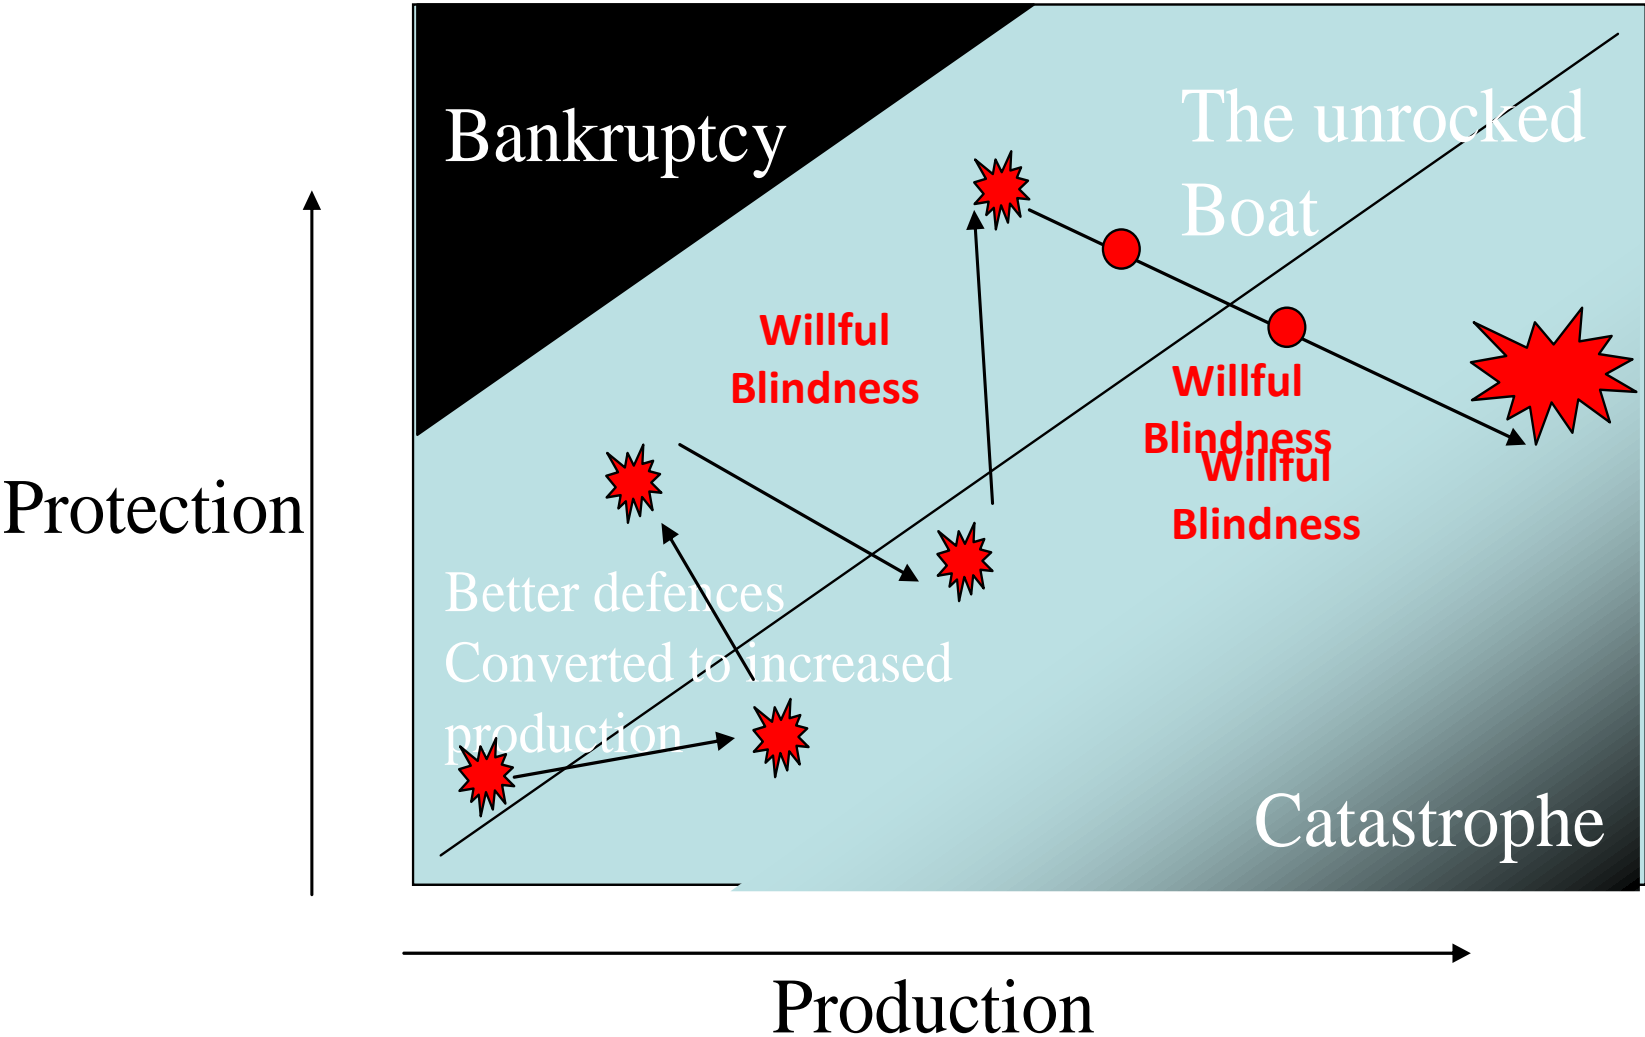 Bankruptcy
The unrocked
Boat
Willful
Blindness
Willful
Blindness
Willful
Blindness
Protection
Better defences
Converted to increased
production
Catastrophe
Production